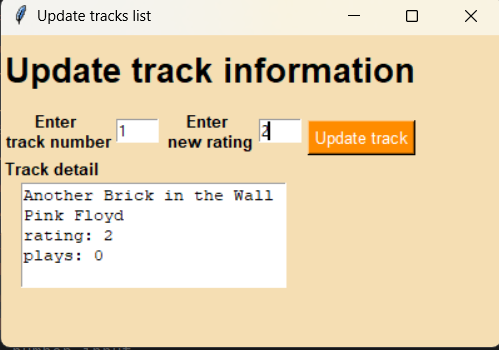 Update tracks list
Update track information
Enter
track number
1
Enter
new rating
2
Update track
Track detail
Another Brick in the Wall
Pink Floyd
rating: 2
plays: 0